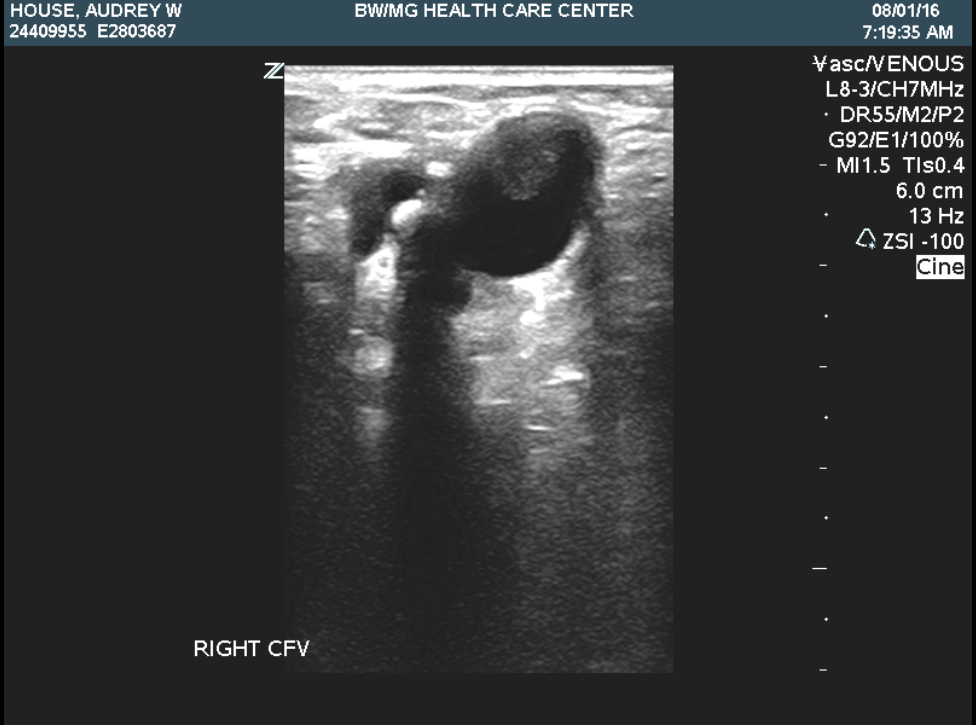 HOUSE, AUDREY W
24409955 E2803687
BW/MG HEALTH CARE CENTER
08/01/16
7:19:35 AM
Z
Vasc/VENOUS
L8-3/CH7MHz
DR55/M2/P2
G92/E1/100%
MI1.5 TIs0.4
6.0 cm
13 Hz
ZSI -100
Cine
RIGHT CFV